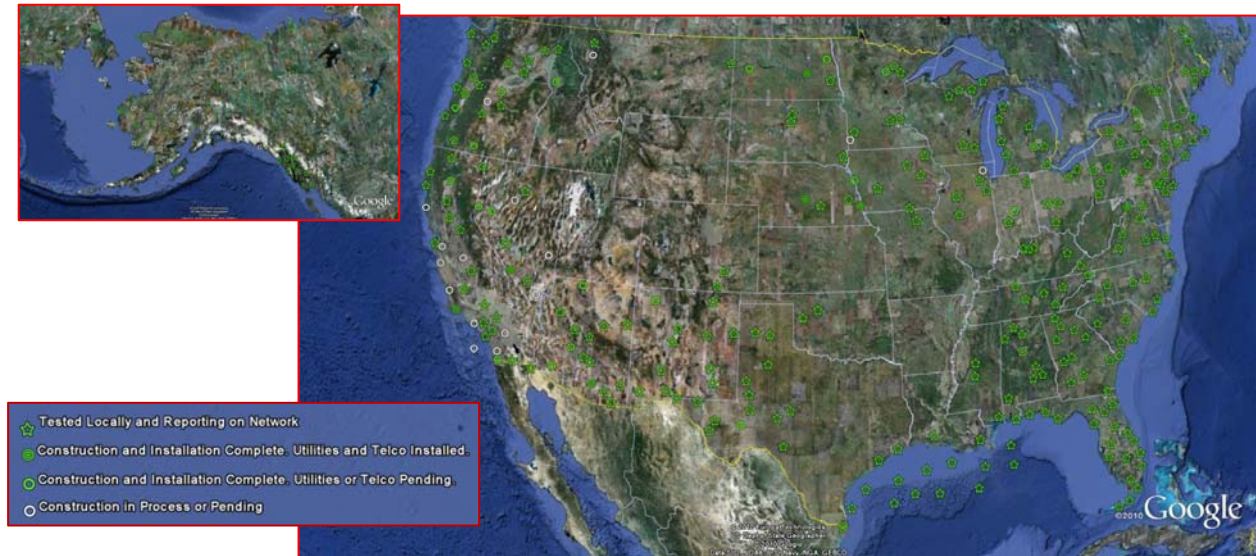 Google
Tested Locally and Reporting on Network
Construction and Installation Complete. Utilities and Telco Installed.
Construction and Installation Complete. Utilities or Telco Pending.
Construction in Process or Pending
©2010 Google